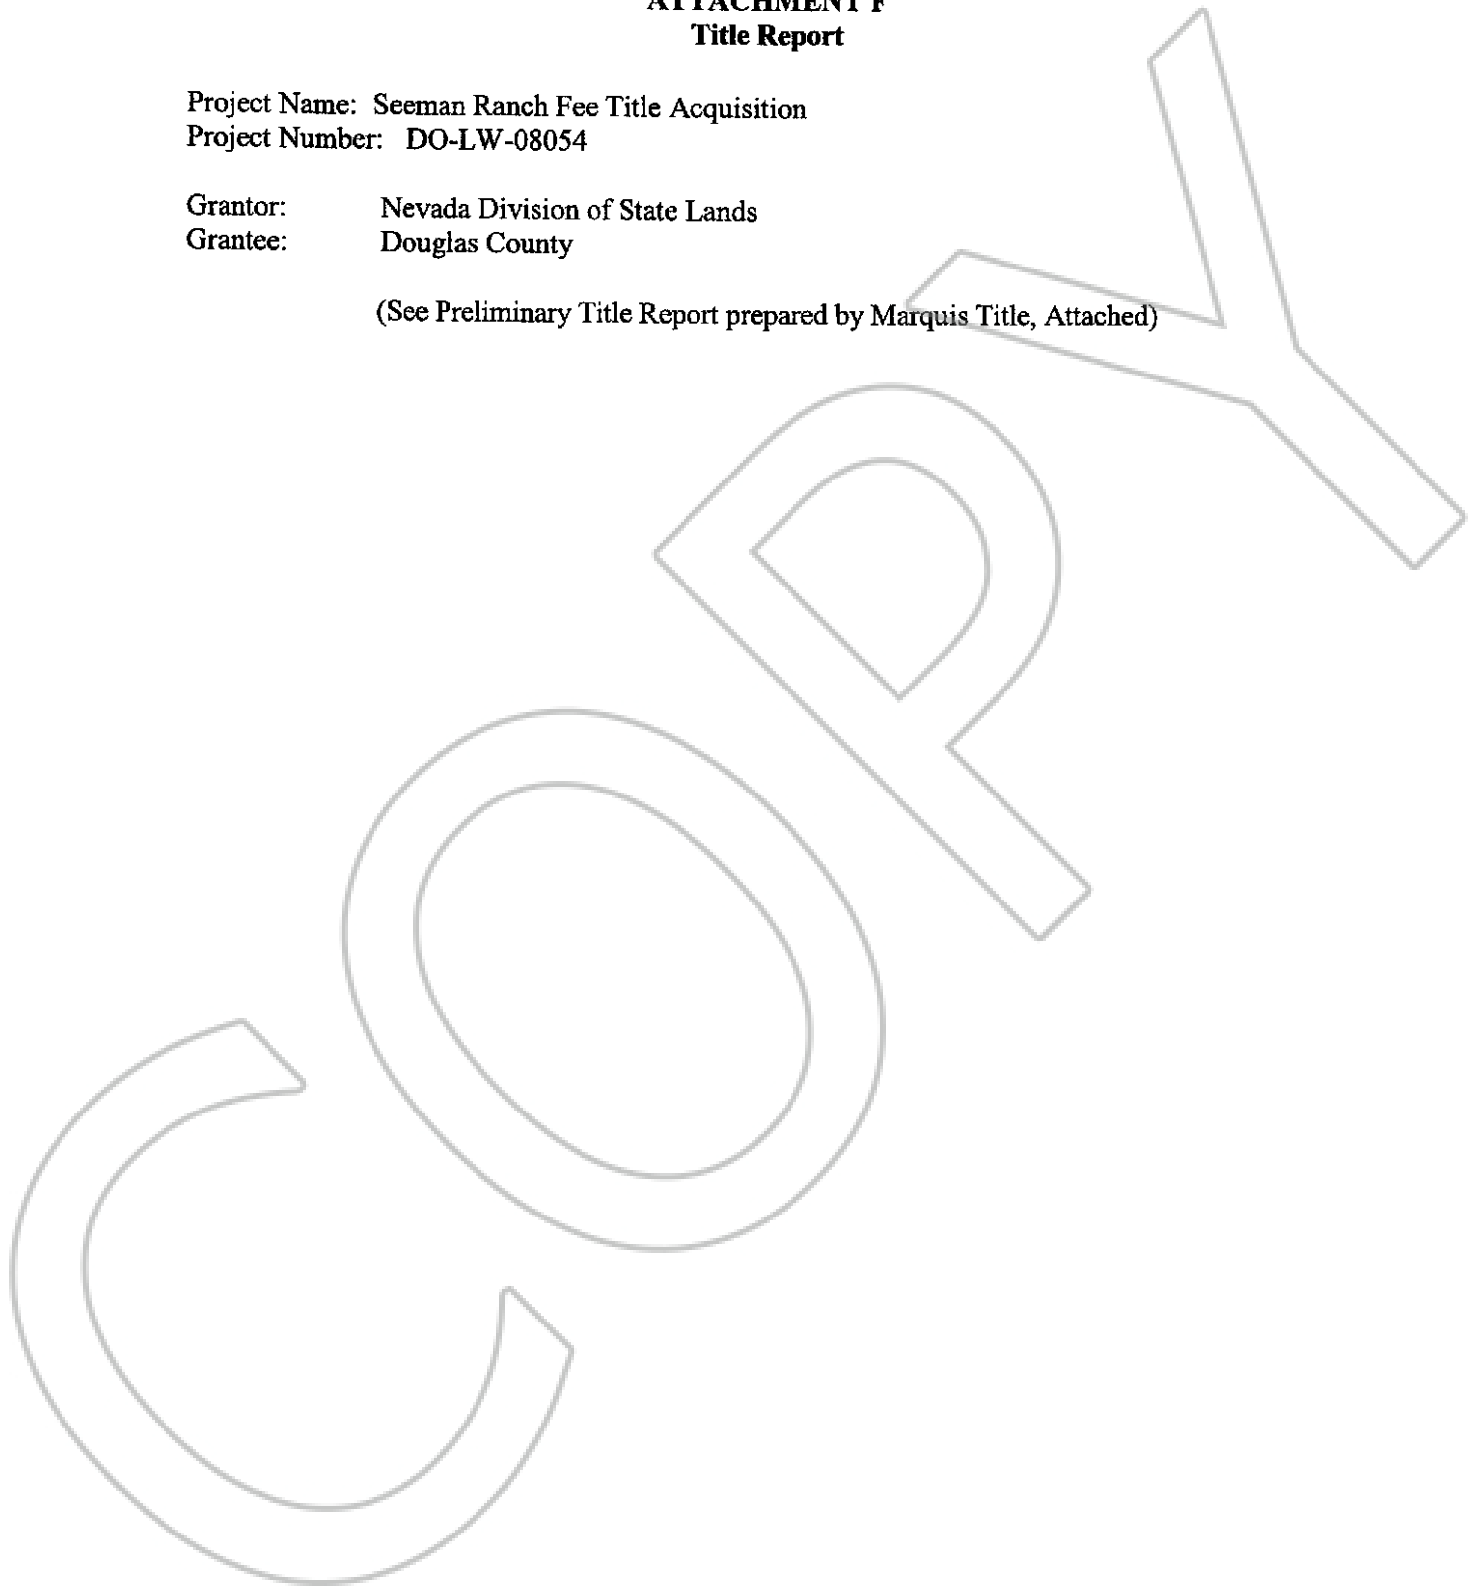 ATTACHMENT F
Title Report
Project Name: Seeman Ranch Fee Title Acquisition
Project Number: DO-LW-08054
Grantor: Nevada Division of State Lands
Grantee: Douglas County
(See Preliminary Title Report prepared by Marquis Title, Attached)
COPY